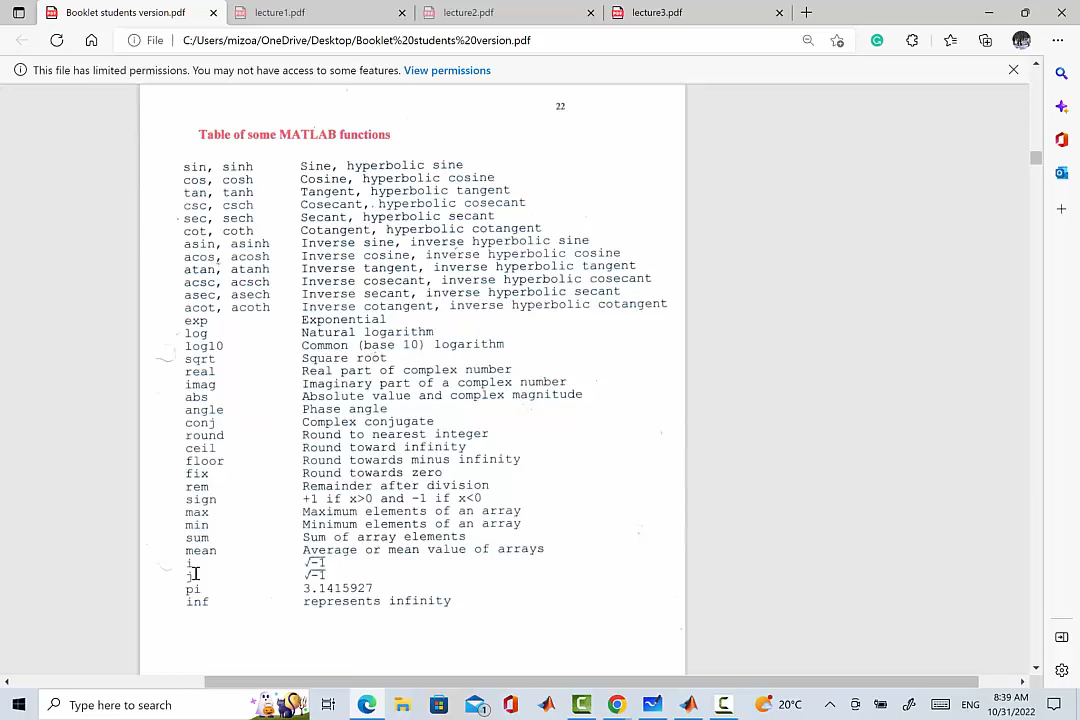 Booklet students version.pdf
lecture1.pdf
lecture2.pdf
lecture3.pdf
File
C:/Users/mizoa/OneDrive/Desktop/Booklet%20students%20version.pdf
This file has limited permissions. You may not have access to some features. View permissions
22
Table of some MATLAB functions
sin, sinh Sine, hyperbolic sine
cos, cosh Cosine, hyperbolic cosine
tan, tanh Tangent, hyperbolic tangent
csc, csch Cosecant, hyperbolic cosecant
sec, sech Secant, hyperbolic secant
cot, coth Cotangent, hyperbolic cotangent
asin, asinh Inverse sine, inverse hyperbolic sine
acos, acosh Inverse cosine, inverse hyperbolic cosine
atan, atanh Inverse tangent, inverse hyperbolic tangent
acsc, acsch Inverse cosecant, inverse hyperbolic cosecant
asec, asech Inverse secant, inverse hyperbolic secant
acot, acoth Inverse cotangent, inverse hyperbolic cotangent
exp Exponential
log Natural logarithm
log10 Common (base 10) logarithm
sqrt Square root
real Real part of complex number
imag Imaginary part of a complex number
abs Absolute value and complex magnitude
angle Phase angle
conj Complex conjugate
round Round to nearest integer
ceil Round toward infinity
floor Round towards minus infinity
fix Round towards zero
rem Remainder after division
sign +1 if x>0 and -1 if x<0
max Maximum elements of an array
min Minimum elements of an array
sum Sum of array elements
mean Average or mean value of arrays
i √-1
j √-1
pi 3.1415927
inf represents infinity
Type here to search
1
20°C
ENG
8:39 AM
10/31/2022